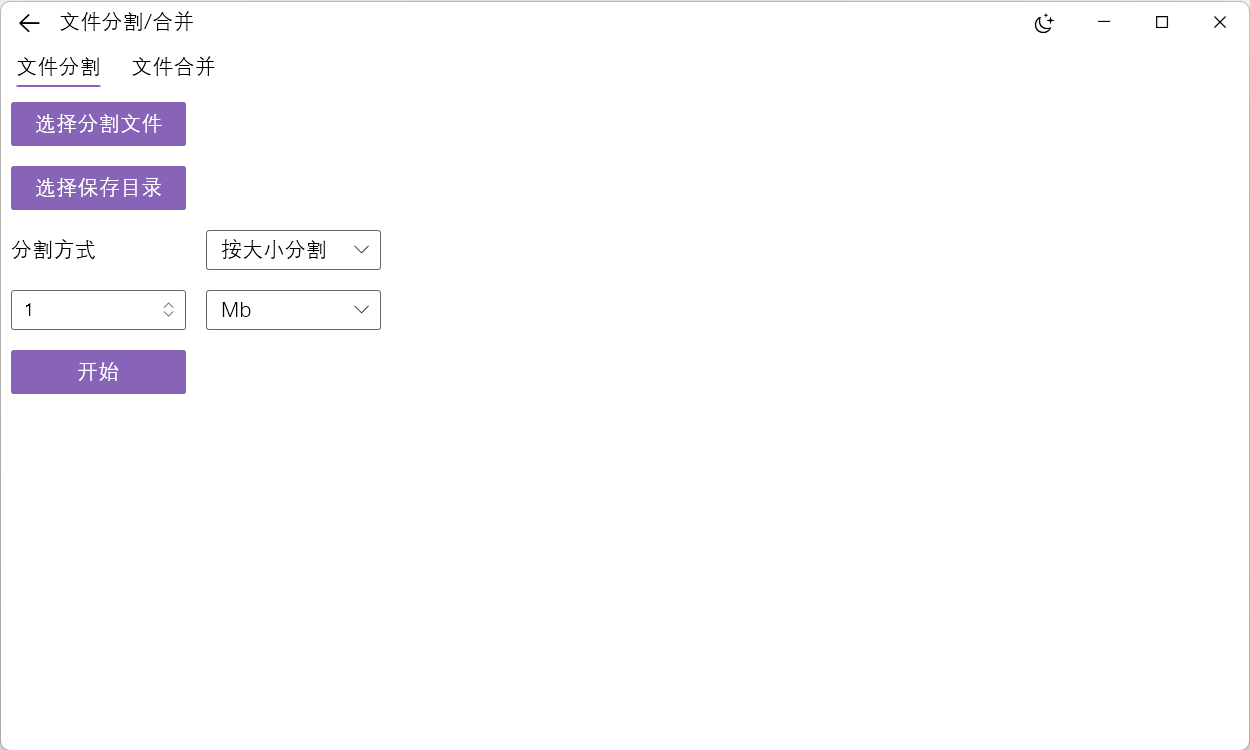 文件分割/合并
文件分割 文件合并
选择分割文件
选择保存目录
分割方式 按大小分割
1 Mb
开始